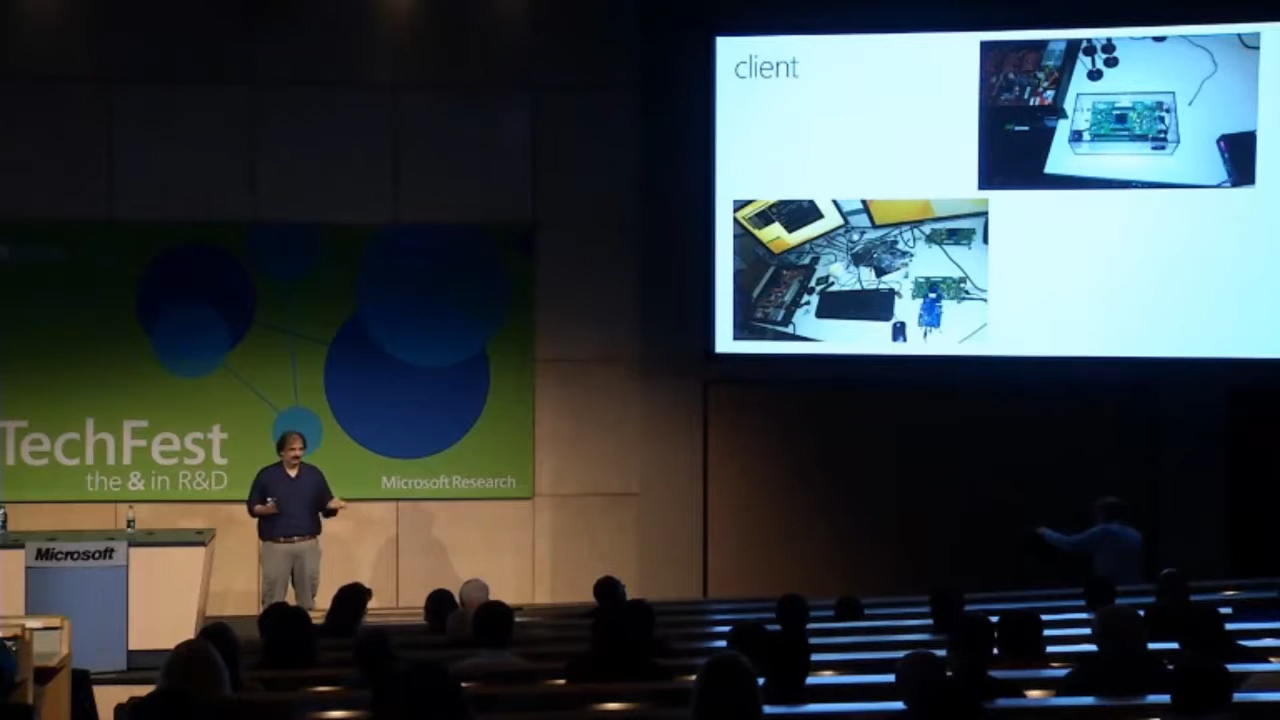 client
TechFest
the & in R&D
Microsoft Research
Microsoft